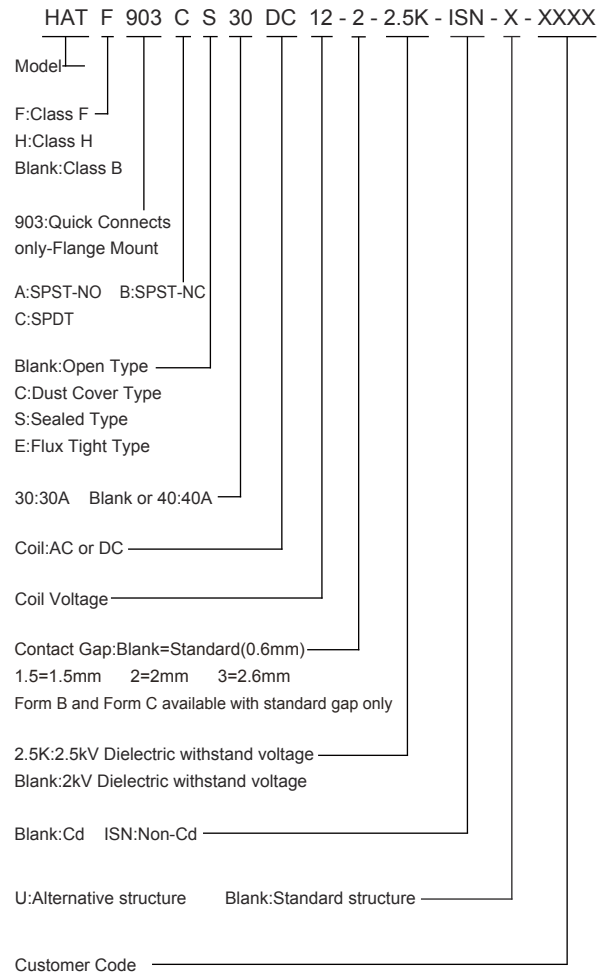 HAT F 903 C S 30 DC 12 - 2 - 2.5K - ISN - X - XXXX
Model
F:Class F
H:Class H
Blank:Class B
903:Quick Connects
only-Flange Mount
A:SPST-NO B:SPST-NC
C:SPDT
Blank:Open Type
C:Dust Cover Type
S:Sealed Type
E:Flux Tight Type
30:30A Blank or 40:40A
Coil:AC or DC
Coil Voltage
Contact Gap:Blank=Standard(0.6mm)
1.5=1.5mm 2=2mm 3=2.6mm
Form B and Form C available with standard gap only
2.5K:2.5kV Dielectric withstand voltage
Blank:2kV Dielectric withstand voltage
Blank:Cd ISN:Non-Cd
U:Alternative structure Blank:Standard structure
Customer Code